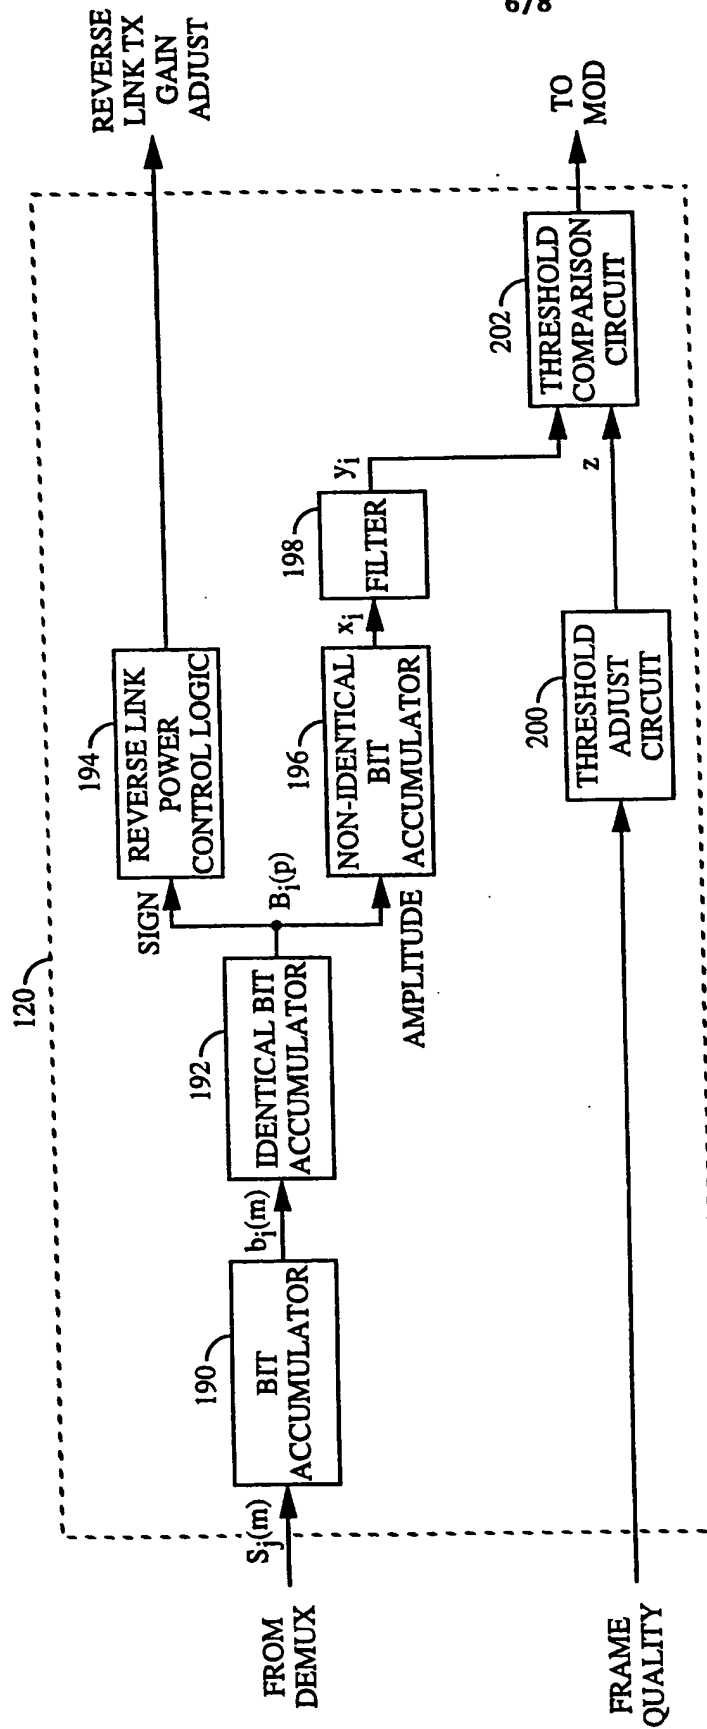 6/8
120
REVERSE
LINK TX
GAIN
ADJUST
194
REVERSE LINK
POWER
CONTROL LOGIC
SIGN
FROM
DEMUX
Sj(m)
190
BIT
ACCUMULATOR
bi(m)
192
IDENTICAL BIT
ACCUMULATOR
Bi(p)
AMPLITUDE
196
NON-IDENTICAL
BIT
ACCUMULATOR
xi
198
FILTER
yi
202
THRESHOLD
COMPARISON
CIRCUIT
TO
MOD
z
FRAME
QUALITY
200
THRESHOLD
ADJUST
CIRCUIT